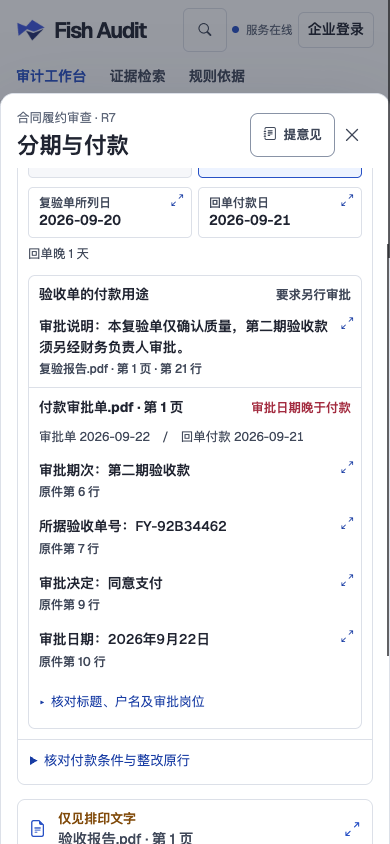 Fish Audit
服务在线
企业登录
审计工作台 证据检索 规则依据
合同履约审查 · R7
分期与付款
提意见
复验单所列日
2026-09-20
回单付款日
2026-09-21
回单晚 1 天
验收单的付款用途 要求另行审批
审批说明：本复验单仅确认质量，第二期验收款
须另经财务负责人审批。
复验报告.pdf · 第 1 页 · 第 21 行
付款审批单.pdf · 第 1 页 审批日期晚于付款
审批单 2026-09-22 / 回单付款 2026-09-21
审批期次：第二期验收款
原件第 6 行
所据验收单号：FY-92B34462
原件第 7 行
审批决定：同意支付
原件第 9 行
审批日期：2026年9月22日
原件第 10 行
核对标题、户名及审批岗位
核对付款条件与整改原行
仅见排印文字
验收报告.pdf · 第 1 页